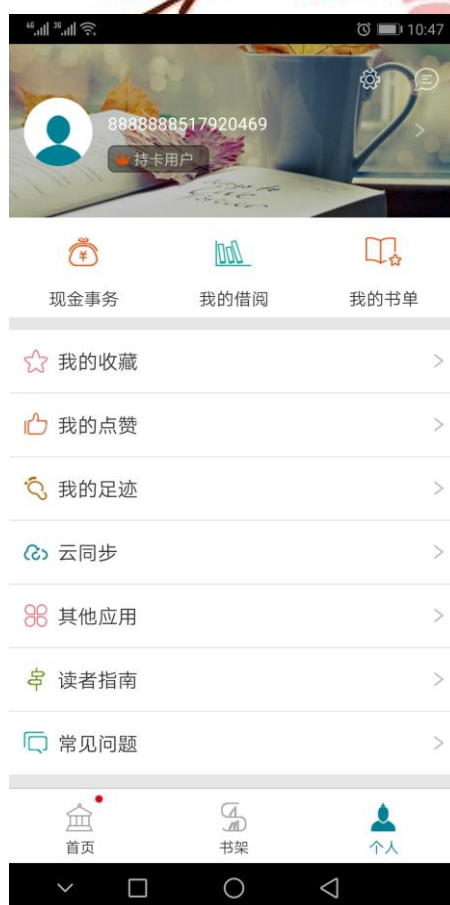 4G 3G 10:47
8888888517920469
持卡用户
现金事务 我的借阅 我的书单
我的收藏
我的点赞
我的足迹
云同步
其他应用
读者指南
常见问题
首页 书架 个人